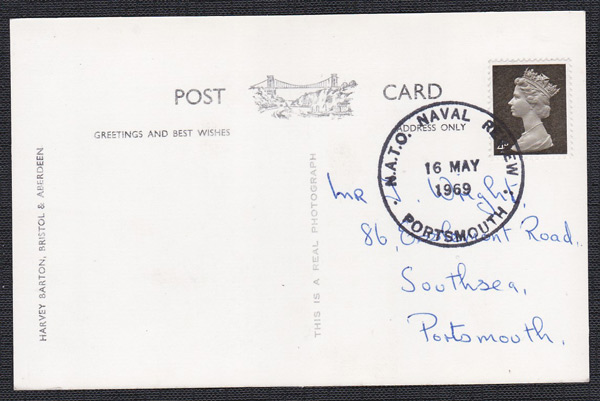 POST CARD
GREETINGS AND BEST WISHES
ADDRESS ONLY
HARVEY BARTON, BRISTOL & ABERDEEN
THIS IS A REAL PHOTOGRAPH
N.A.T.O. NAVAL REVIEW
16 MAY
1969
PORTSMOUTH
Mr Wright,
86, Road,
Southsea,
Portsmouth.